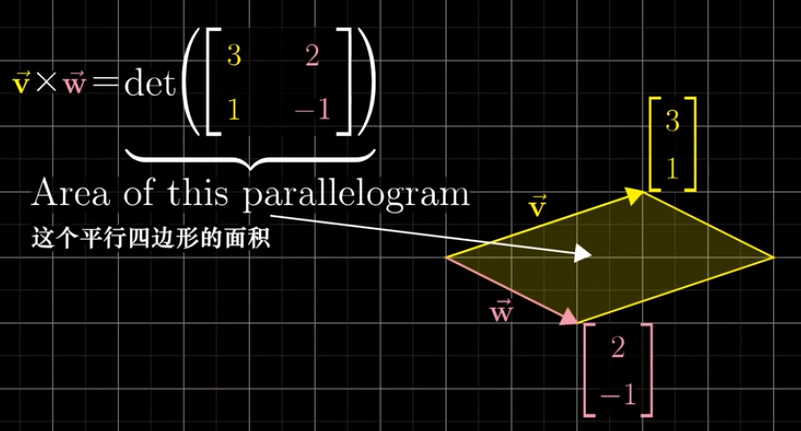 v⃗×w⃗=det([3 2
1 −1])
Area of this parallelogram
这个平行四边形的面积
v⃗
[3
1]
w⃗
[2
−1]